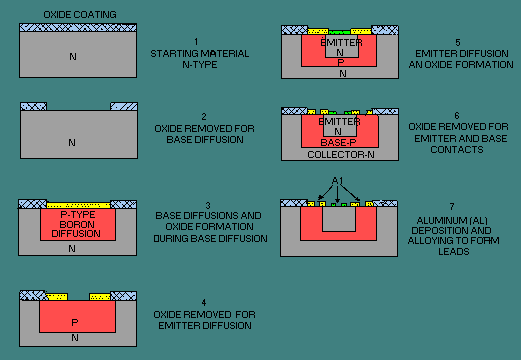 OXIDE COATING
N
1
STARTING MATERIAL
N-TYPE
N
2
OXIDE REMOVED FOR
BASE DIFFUSION
P-TYPE
BORON
DIFFUSION
N
3
BASE DIFFUSIONS AND
OXIDE FORMATION
DURING BASE DIFFUSION
P
N
4
OXIDE REMOVED FOR
EMITTER DIFFUSION
EMITTER
N
P
N
5
EMITTER DIFFUSION
AN OXIDE FORMATION
EMITTER
N
BASE-P
COLLECTOR-N
6
OXIDE REMOVED FOR
EMITTER AND BASE
CONTACTS
A1
7
ALUMINUM (AL)
DEPOSITION AND
ALLOYING TO FORM
LEADS